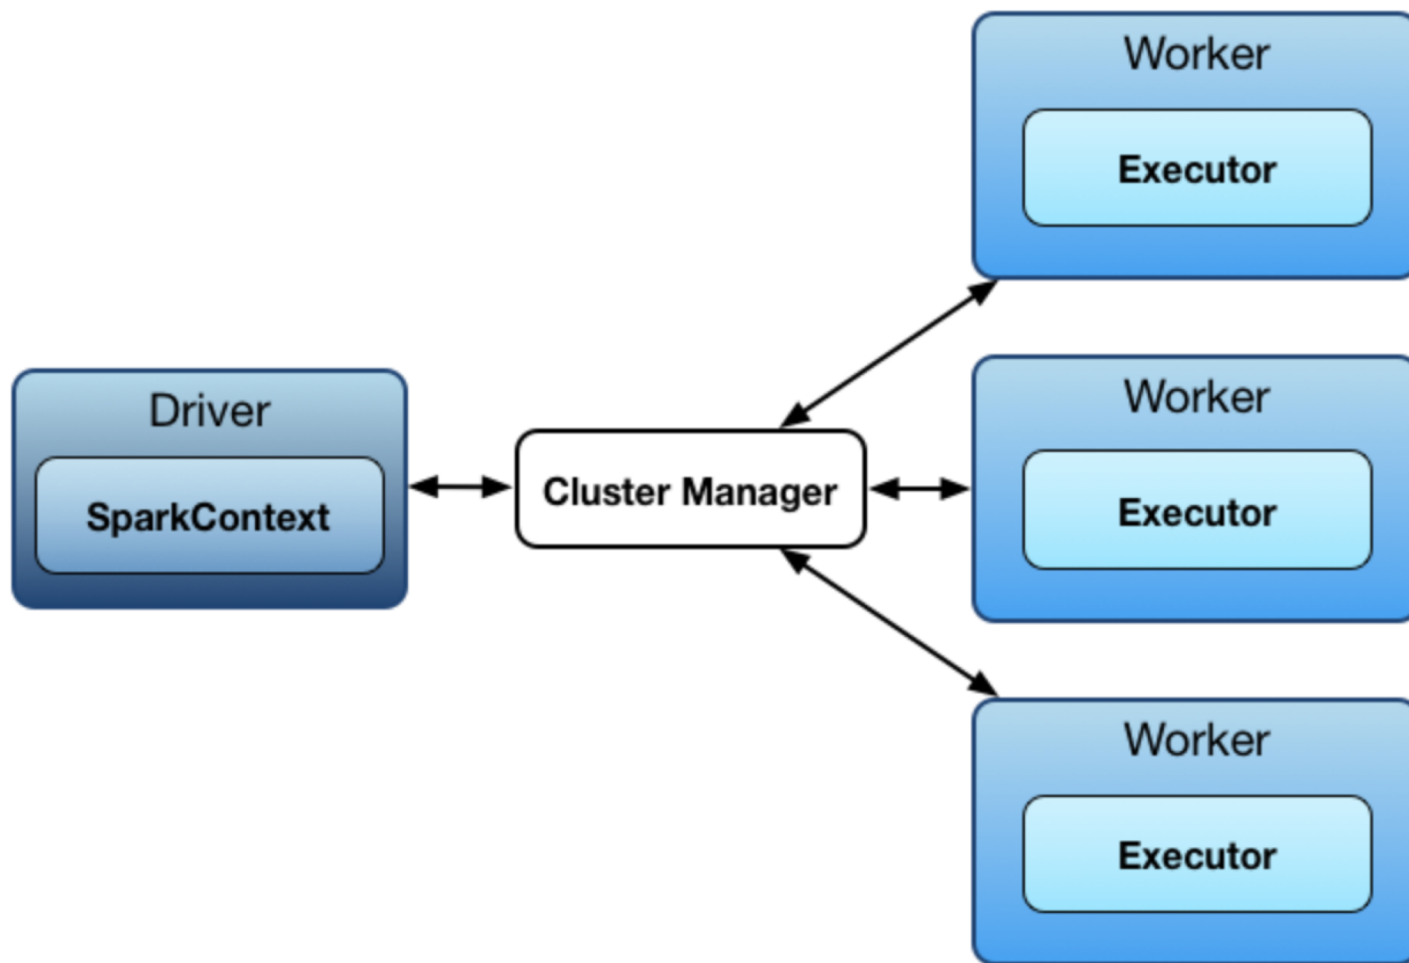 Driver
SparkContext
Cluster Manager
Worker
Executor
Worker
Executor
Worker
Executor